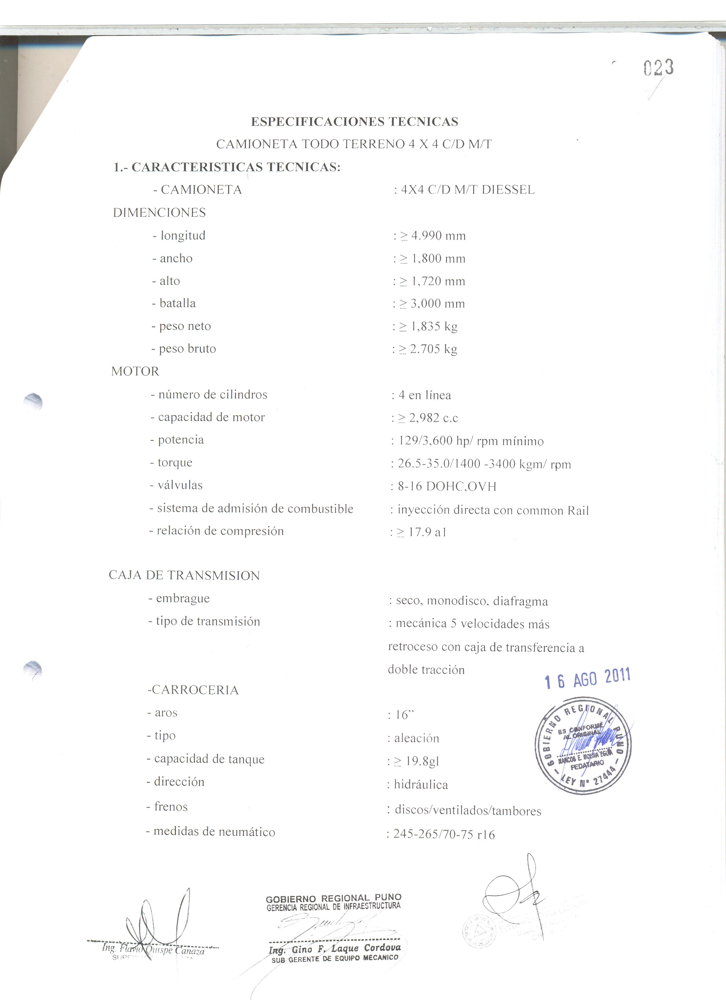 023
ESPECIFICACIONES TECNICAS
CAMIONETA TODO TERRENO 4 X 4 C/D M/T
1.- CARACTERISTICAS TECNICAS:
- CAMIONETA : 4X4 C/D M/T DIESSEL
DIMENCIONES
- longitud : ≥ 4.990 mm
- ancho : ≥ 1,800 mm
- alto : ≥ 1,720 mm
- batalla : ≥ 3,000 mm
- peso neto : ≥ 1,835 kg
- peso bruto : ≥ 2.705 kg
MOTOR
- número de cilindros : 4 en línea
- capacidad de motor : ≥ 2,982 c.c
- potencia : 129/3,600 hp/ rpm mínimo
- torque : 26.5-35.0/1400 -3400 kgm/ rpm
- válvulas : 8-16 DOHC,OVH
- sistema de admisión de combustible : inyección directa con common Rail
- relación de compresión : ≥ 17.9 a1
CAJA DE TRANSMISION
- embrague : seco, monodisco, diafragma
- tipo de transmisión : mecánica 5 velocidades más
retroceso con caja de transferencia a
doble tracción
16 AGO 2011
-CARROCERIA
- aros : 16”
- tipo : aleación
- capacidad de tanque : ≥ 19.8gl
- dirección : hidráulica
- frenos : discos/ventilados/tambores
- medidas de neumático : 245-265/70-75 r16
GOBIERNO REGIONAL PUNO
ES CONFORME
AL ORIGINAL
MARCOS E. MOLINA EGUIA
FEDATARIO
- LEY Nº 27444 -
GOBIERNO REGIONAL PUNO
GERENCIA REGIONAL DE INFRAESTRUCTURA
Ing. Flavio Quispe Canaza
Ing. Gino F. Laque Cordova
SUB GERENTE DE EQUIPO MECANICO